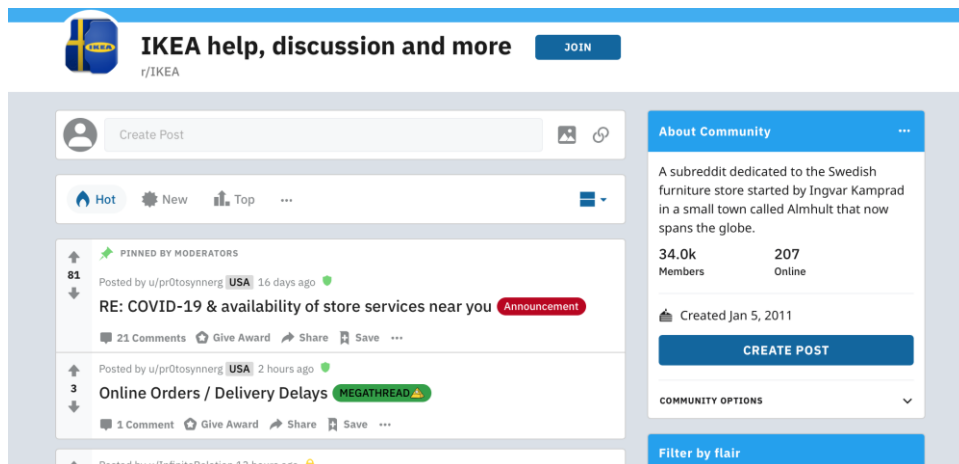 IKEA
IKEA help, discussion and more
JOIN
r/IKEA
Create Post
Hot
New
Top
PINNED BY MODERATORS
81
Posted by u/pr0tosynnerg USA 16 days ago
RE: COVID-19 & availability of store services near you Announcement
21 Comments Give Award Share Save
Posted by u/pr0tosynnerg USA 2 hours ago
3
Online Orders / Delivery Delays MEGATHREAD
1 Comment Give Award Share Save
About Community
A subreddit dedicated to the Swedish
furniture store started by Ingvar Kamprad
in a small town called Almhult that now
spans the globe.
34.0k 207
Members Online
Created Jan 5, 2011
CREATE POST
COMMUNITY OPTIONS
Filter by flair